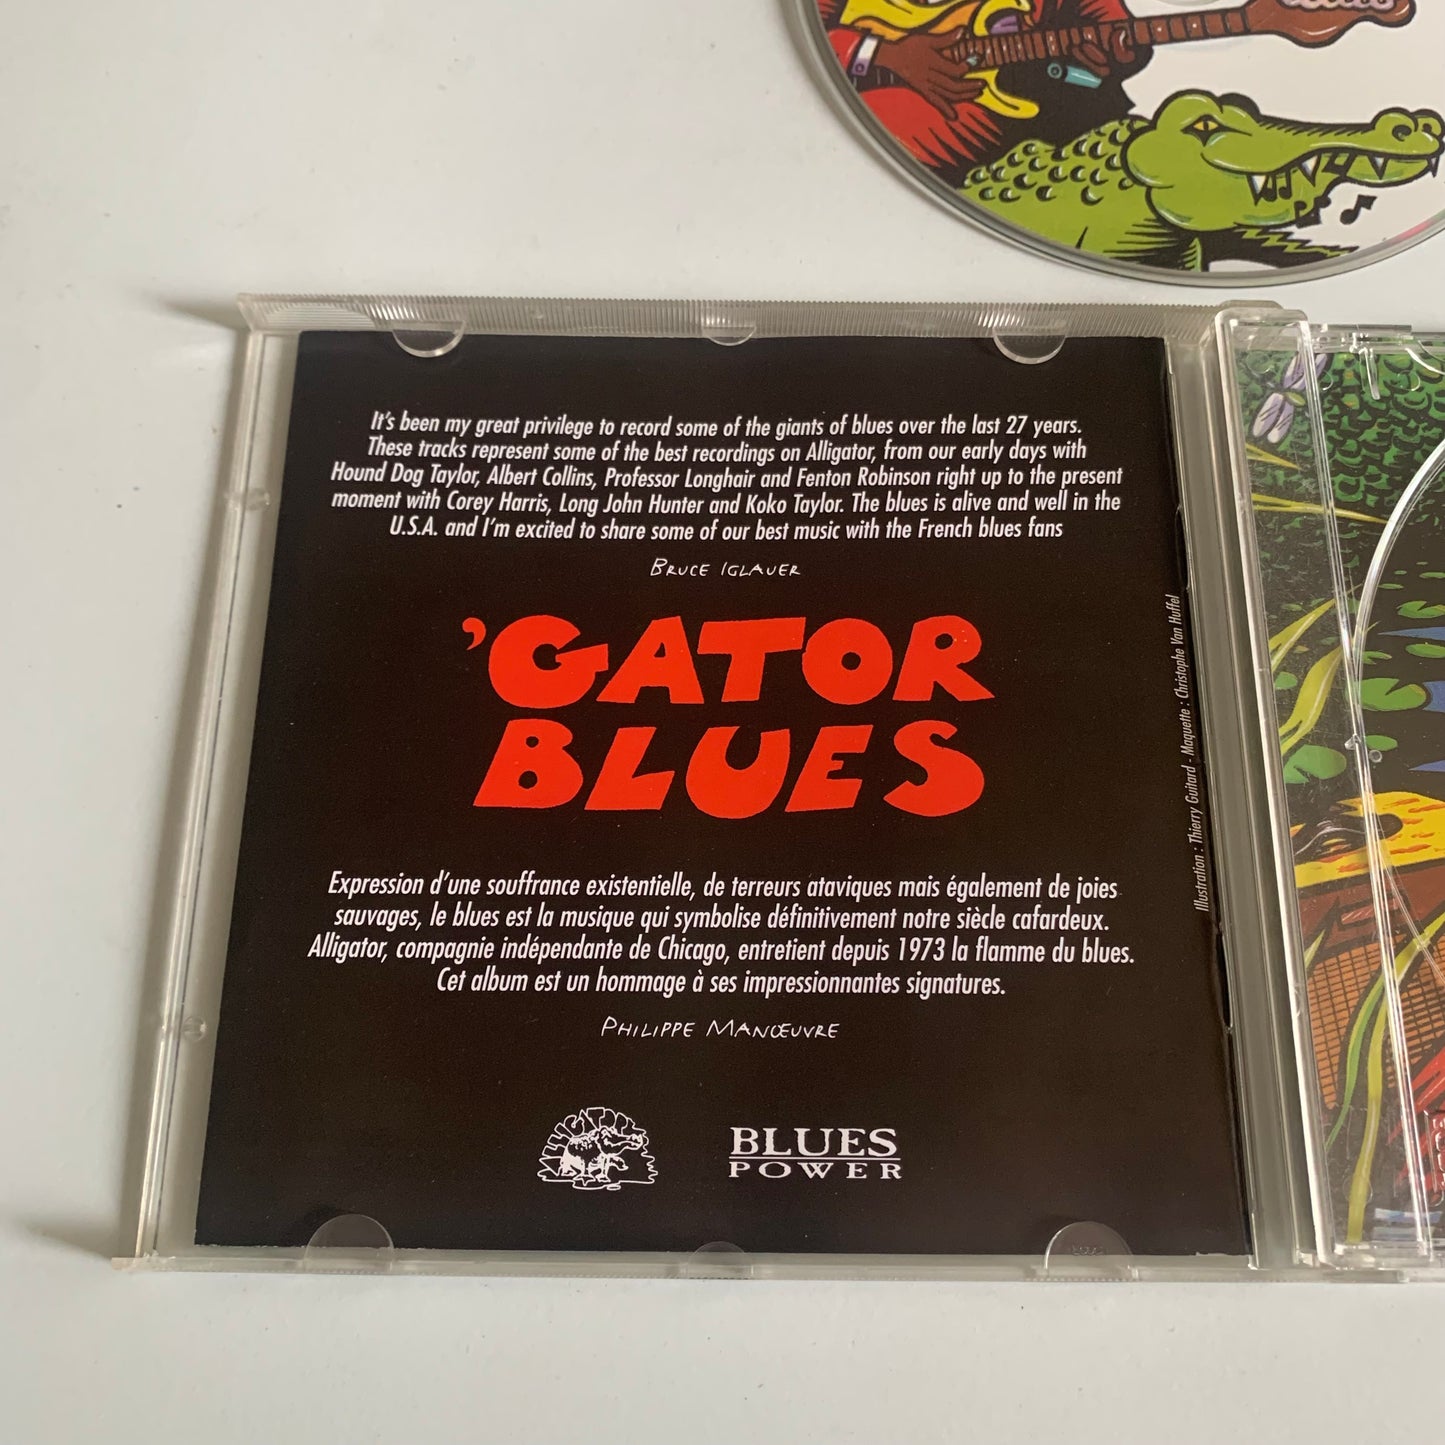 It's been my great privilege to record some of the giants of blues over the last 27 years.
These tracks represent some of the best recordings on Alligator, from our early days with
Hound Dog Taylor, Albert Collins, Professor Longhair and Fenton Robinson right up to the present
moment with Corey Harris, Long John Hunter and Koko Taylor. The blues is alive and well in the
U.S.A. and I'm excited to share some of our best music with the French blues fans
BRUCE IGLAUER
'GATOR
BLUES
Expression d'une souffrance existentielle, de terreurs ataviques mais également de joies
sauvages, le blues est la musique qui symbolise définitivement notre siècle cafardeux.
Alligator, compagnie indépendante de Chicago, entretient depuis 1973 la flamme du blues.
Cet album est un hommage à ses impressionnantes signatures.
PHILIPPE MANŒUVRE
ALLIGATOR
BLUES
POWER
Illustration : Thierry Guitard - Maquette : Christophe Van Huffel